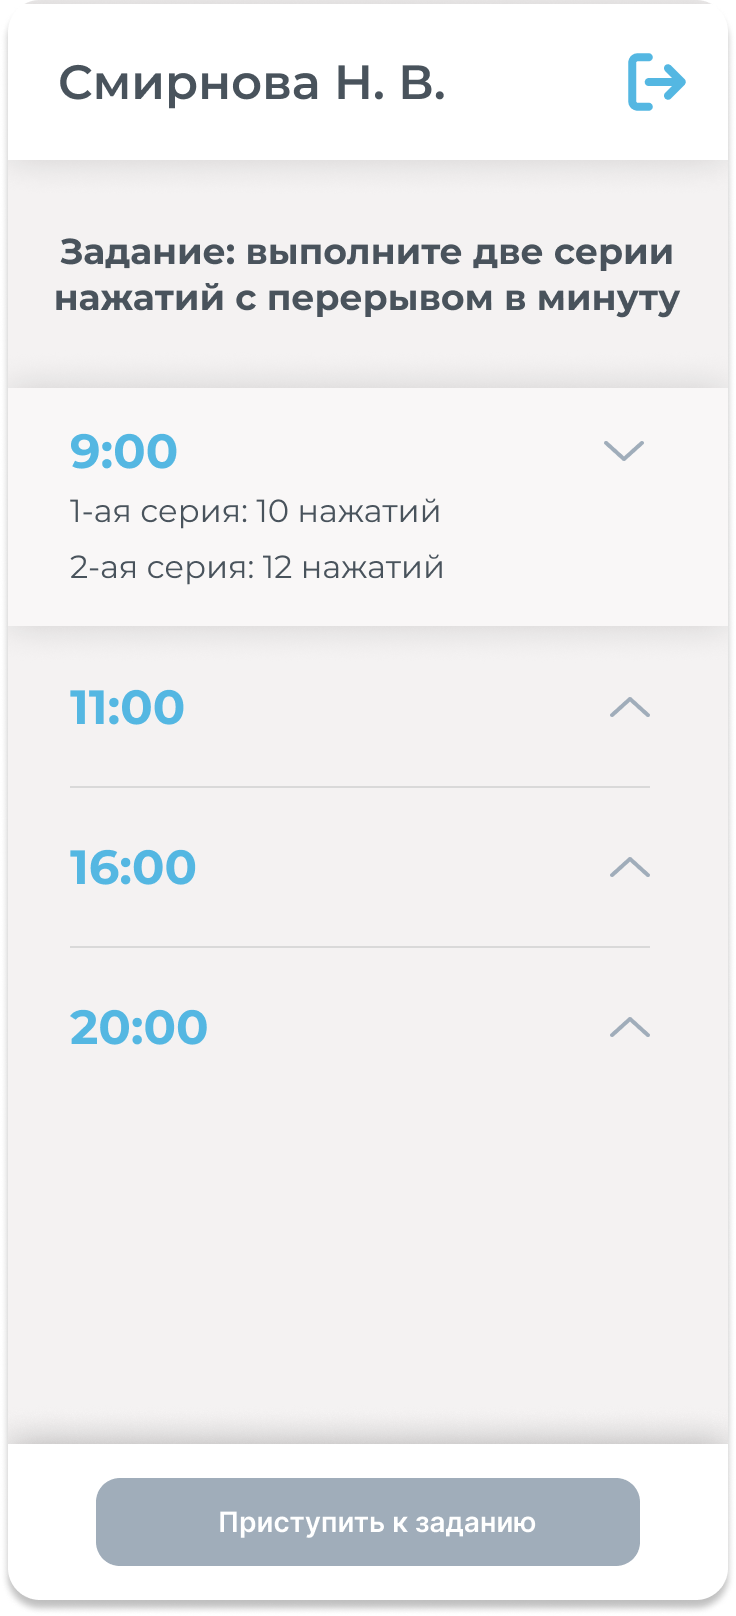 Смирнова Н. В.
Задание: выполните две серии
нажатий с перерывом в минуту
9:00
1-ая серия: 10 нажатий
2-ая серия: 12 нажатий
11:00
16:00
20:00
Приступить к заданию